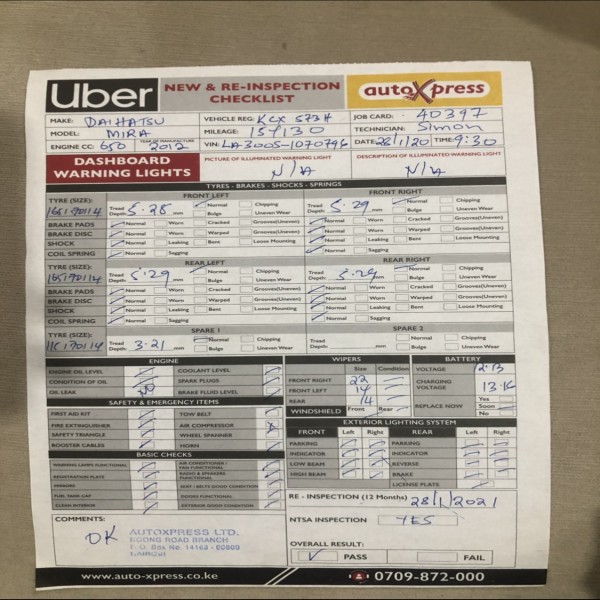 Uber
NEW & RE-INSPECTION
CHECKLIST
autoXpress
MAKE: DAIHATSU VEHICLE REG: KCX 573H JOB CARD: 40397
MODEL: MIRA MILEAGE: TECHNICIAN: Simon
ENGINE CC: 650 YEAR OF MANUFACTURE 2012 VIN: LA300S-1070796 DATE: 28/1/20 TIME: 9:30
DASHBOARD
WARNING LIGHTS
PICTURE OF ILLUMINATED WARNING LIGHT DESCRIPTION OF ILLUMINATED WARNING LIGHT
N/A N/A
TYRES - BRAKES - SHOCKS - SPRINGS
FRONT LEFT FRONT RIGHT
TYRE (SIZE): Tread Depth: 5.28 mm Normal Chipping Bulge Uneven Wear Tread Depth: 5.29 mm Normal Chipping Bulge Uneven Wear
BRAKE PADS Normal Worn Cracked Grooves(Uneven) Normal Worn Cracked Grooves(Uneven)
BRAKE DISC Normal Worn Warped Grooves(Uneven) Normal Worn Warped Grooves(Uneven)
SHOCK Normal Leaking Bent Loose Mounting Normal Leaking Bent Loose Mounting
COIL SPRING Normal Sagging Normal Sagging
REAR LEFT REAR RIGHT
TYRE (SIZE): Tread Depth: 5.29 mm Normal Chipping Bulge Uneven Wear Tread Depth: mm Normal Chipping Bulge Uneven Wear
BRAKE PADS Normal Worn Cracked Grooves(Uneven) Normal Worn Cracked Grooves(Uneven)
BRAKE DISC Normal Worn Warped Grooves(Uneven) Normal Worn Warped Grooves(Uneven)
SHOCK Normal Leaking Bent Loose Mounting Normal Leaking Bent Loose Mounting
COIL SPRING Normal Sagging Normal Sagging
SPARE 1 SPARE 2
TYRE (SIZE): Tread Depth: 3.21 mm Normal Chipping Bulge Uneven Wear Tread Depth: mm Normal Chipping Bulge Uneven Wear
ENGINE
ENGINE OIL LEVEL COOLANT LEVEL
CONDITION OF OIL SPARK PLUGS
OIL LEAK BRAKE FLUID LEVEL
SAFETY & EMERGENCY ITEMS
FIRST AID KIT TOW BELT
FIRE EXTINGUISHER AIR COMPRESSOR
SAFETY TRIANGLE WHEEL SPANNER
BOOSTER CABLES HORN
BASIC CHECKS
WARNING LAMPS FUNCTIONAL AIR CONDITIONER / FAN FUNCTIONAL
REGISTRATION PLATE RADIO & SPEAKERS FUNCTIONAL
MIRRORS SEAT / BELTS GOOD CONDITION
FUEL TANK CAP DOORS FUNCTIONAL
CLEAN INTERIOR EXTERIOR GOOD CONDITION
WIPERS
Size Condition
FRONT RIGHT 22
FRONT LEFT 14
REAR 14
WINDSHIELD Front Rear
BATTERY
VOLTAGE
CHARGING VOLTAGE
REPLACE NOW Yes Soon No
EXTERIOR LIGHTING SYSTEM
FRONT Left Right REAR Left Right
PARKING PARKING
INDICATOR INDICATOR
LOW BEAM REVERSE
HIGH BEAM BRAKE
LICENSE PLATE
RE - INSPECTION (12 Months) 28/1/2021
NTSA INSPECTION YES
OVERALL RESULT:
PASS FAIL
COMMENTS:
OK
AUTOXPRESS LTD.
NGONG ROAD BRANCH
P. O. Box No. 14163 - 00800
NAIROBI
www.auto-xpress.co.ke 0709-872-000